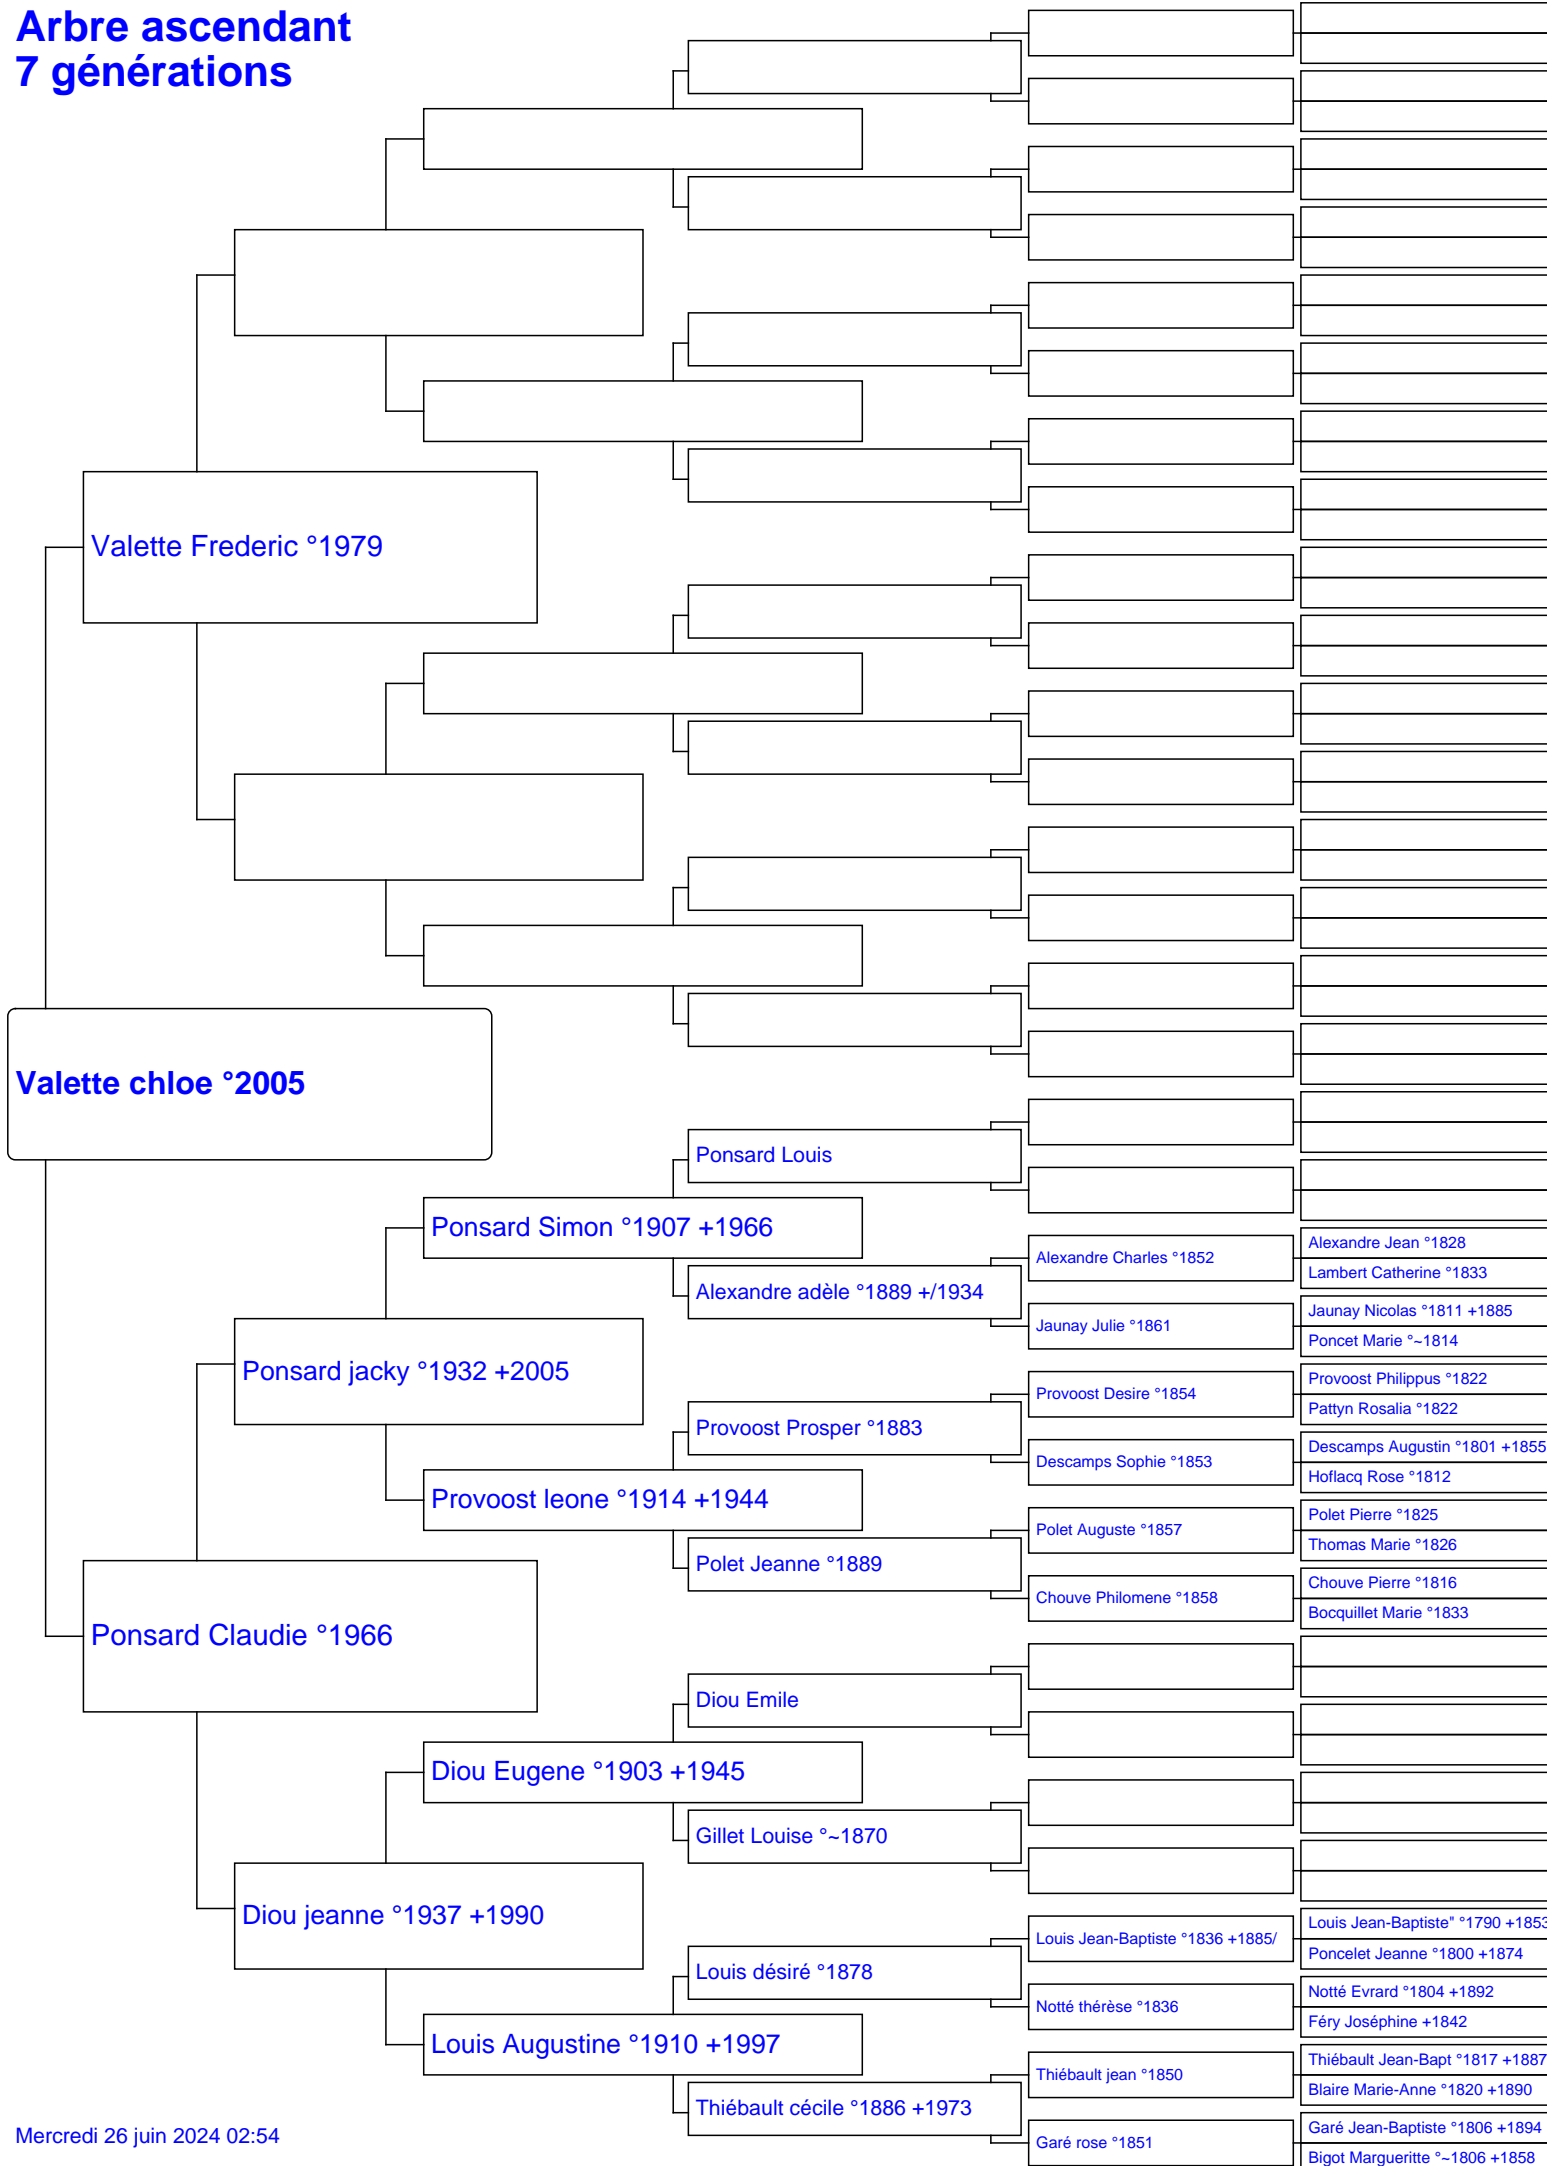 Arbre ascendant
7 générations
Valette Frederic °1979
Valette chloe °2005
Ponsard Louis
Ponsard Simon °1907 +1966
Alexandre Charles °1852
Alexandre Jean °1828
Lambert Catherine °1833
Alexandre adèle °1889 +/1934
Jaunay Julie °1861
Jaunay Nicolas °1811 +1885
Poncet Marie °~1814
Ponsard jacky °1932 +2005
Provoost Desire °1854
Provoost Philippus °1822
Pattyn Rosalia °1822
Provoost Prosper °1883
Descamps Sophie °1853
Descamps Augustin °1801 +1855
Hoflacq Rose °1812
Provoost leone °1914 +1944
Polet Auguste °1857
Polet Pierre °1825
Thomas Marie °1826
Polet Jeanne °1889
Chouve Philomene °1858
Chouve Pierre °1816
Bocquillet Marie °1833
Ponsard Claudie °1966
Diou Emile
Diou Eugene °1903 +1945
Gillet Louise °~1870
Diou jeanne °1937 +1990
Louis Jean-Baptiste °1836 +1885/
Louis Jean-Baptiste" °1790 +1853
Poncelet Jeanne °1800 +1874
Louis désiré °1878
Notté thérèse °1836
Notté Evrard °1804 +1892
Féry Joséphine +1842
Louis Augustine °1910 +1997
Thiébault jean °1850
Thiébault Jean-Bapt °1817 +1887
Blaire Marie-Anne °1820 +1890
Thiébault cécile °1886 +1973
Garé rose °1851
Garé Jean-Baptiste °1806 +1894
Bigot Margueritte °~1806 +1858
Mercredi 26 juin 2024 02:54